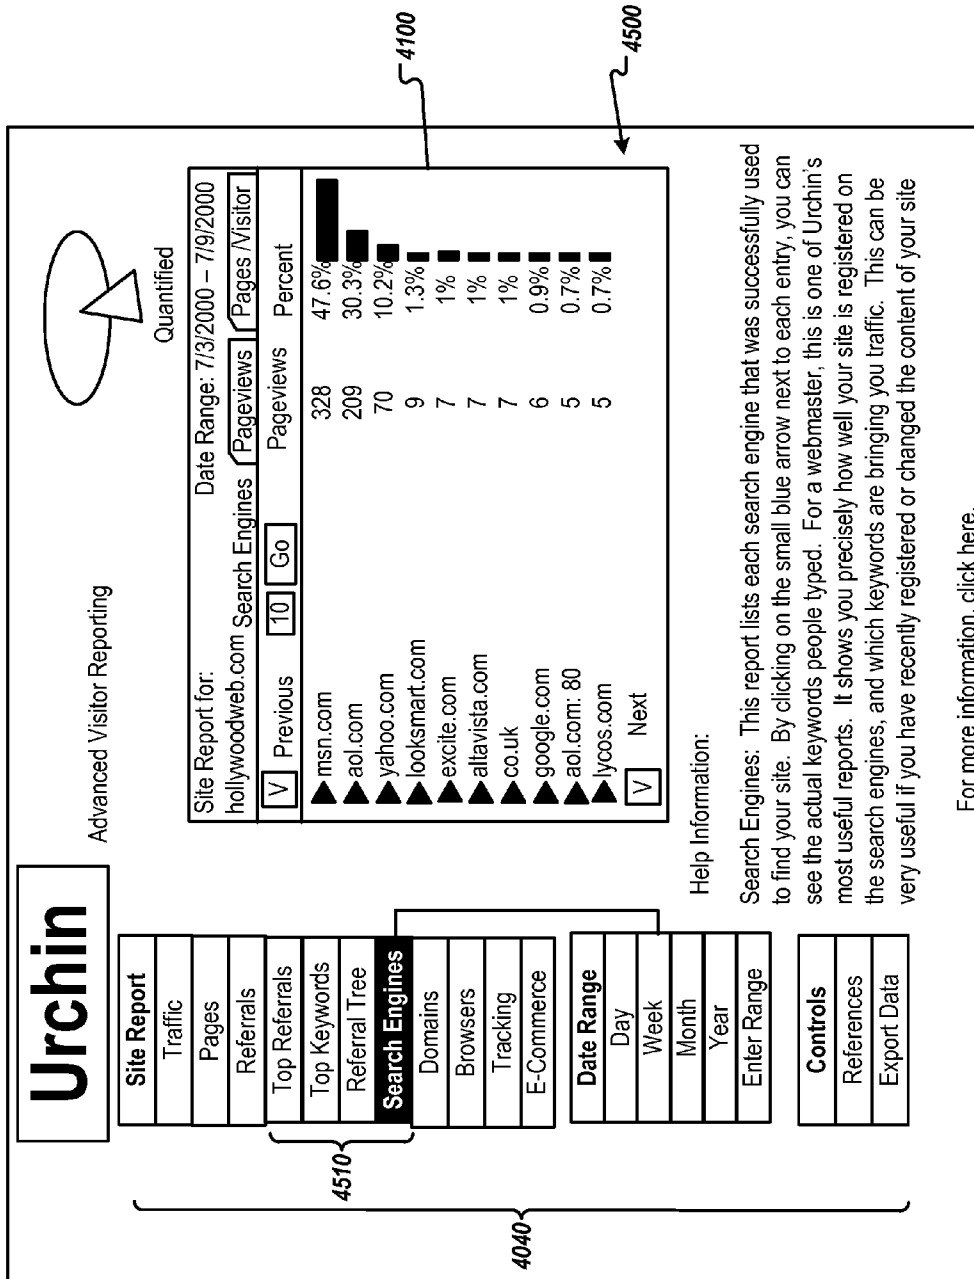 Urchin
Advanced Visitor Reporting
Quantified
Site Report
Traffic
Pages
Referrals
Top Referrals
Top Keywords
Referral Tree
Search Engines
Domains
Browsers
Tracking
E-Commerce
Date Range
Day
Week
Month
Year
Enter Range
Controls
References
Export Data
4510
4040
Site Report for: Date Range: 7/3/2000 – 7/9/2000
hollywoodweb.com Search Engines Pageviews Pages /Visitor
V Previous 10 Go Pageviews Percent
msn.com 328 47.6%
aol.com 209 30.3%
yahoo.com 70 10.2%
looksmart.com 9 1.3%
excite.com 7 1%
altavista.com 7 1%
co.uk 7 1%
google.com 6 0.9%
aol.com: 80 5 0.7%
lycos.com 5 0.7%
V Next
4100
4500
Help Information:
Search Engines: This report lists each search engine that was successfully used
to find your site. By clicking on the small blue arrow next to each entry, you can
see the actual keywords people typed. For a webmaster, this is one of Urchin's
most useful reports. It shows you precisely how well your site is registered on
the search engines, and which keywords are bringing you traffic. This can be
very useful if you have recently registered or changed the content of your site
For more information, click here.